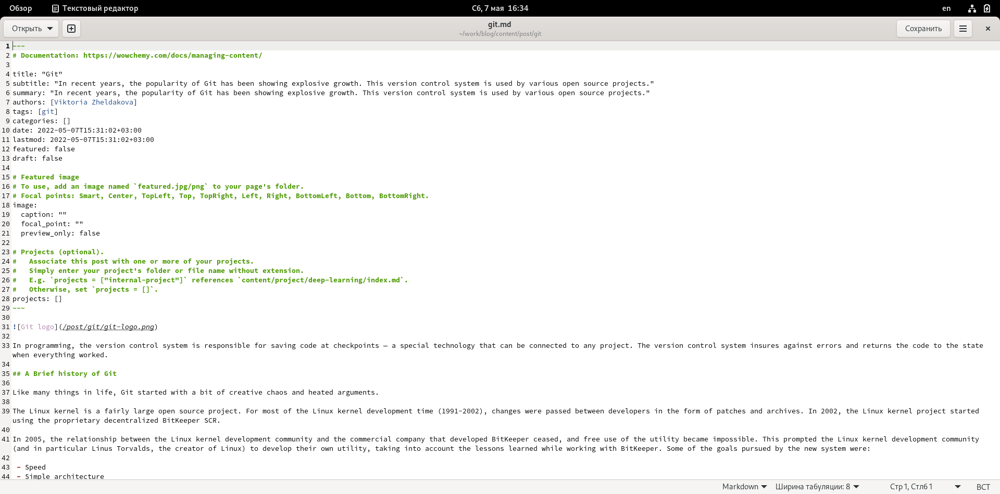 Обзор Текстовый редактор Сб, 7 мая 16:34 en
Открыть git.md Сохранить
~/work/blog/content/post/git
1 ---
2 # Documentation: https://wowchemy.com/docs/managing-content/
3
4 title: "Git"
5 subtitle: "In recent years, the popularity of Git has been showing explosive growth. This version control system is used by various open source projects."
6 summary: "In recent years, the popularity of Git has been showing explosive growth. This version control system is used by various open source projects."
7 authors: [Viktoria Zheldakova]
8 tags: [git]
9 categories: []
10 date: 2022-05-07T15:31:02+03:00
11 lastmod: 2022-05-07T15:31:02+03:00
12 featured: false
13 draft: false
14
15 # Featured image
16 # To use, add an image named `featured.jpg/png` to your page's folder.
17 # Focal points: Smart, Center, TopLeft, Top, TopRight, Left, Right, BottomLeft, Bottom, BottomRight.
18 image:
19   caption: ""
20   focal_point: ""
21   preview_only: false
22
23 # Projects (optional).
24 #   Associate this post with one or more of your projects.
25 #   Simply enter your project's folder or file name without extension.
26 #   E.g. `projects = ["internal-project"]` references `content/project/deep-learning/index.md`.
27 #   Otherwise, set `projects = []`.
28 projects: []
29 ---
30
31 ![Git logo](/post/git/git-logo.png)
32
33 In programming, the version control system is responsible for saving code at checkpoints — a special technology that can be connected to any project. The version control system insures against errors and returns the code to the state
when everything worked.
34
35 ## A Brief history of Git
36
37 Like many things in life, Git started with a bit of creative chaos and heated arguments.
38
39 The Linux kernel is a fairly large open source project. For most of the Linux kernel development time (1991-2002), changes were passed between developers in the form of patches and archives. In 2002, the Linux kernel project started
using the proprietary decentralized BitKeeper SCR.
40
41 In 2005, the relationship between the Linux kernel development community and the commercial company that developed BitKeeper ceased, and free use of the utility became impossible. This prompted the Linux kernel development community
(and in particular Linus Torvalds, the creator of Linux) to develop their own utility, taking into account the lessons learned while working with BitKeeper. Some of the goals pursued by the new system were:
42
43  - Speed
44  - Simple architecture
Markdown Ширина табуляции: 8 Стр 1, Стлб 1 ВСТ